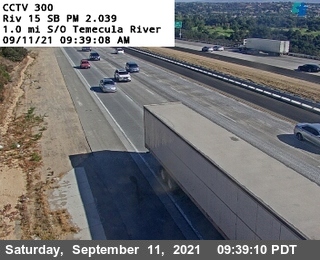 CCTV 300
Riv 15 SB PM 2.039
1.0 mi S/O Temecula River
09/11/21 09:39:08 AM
Saturday, September 11, 2021 09:39:10 PDT